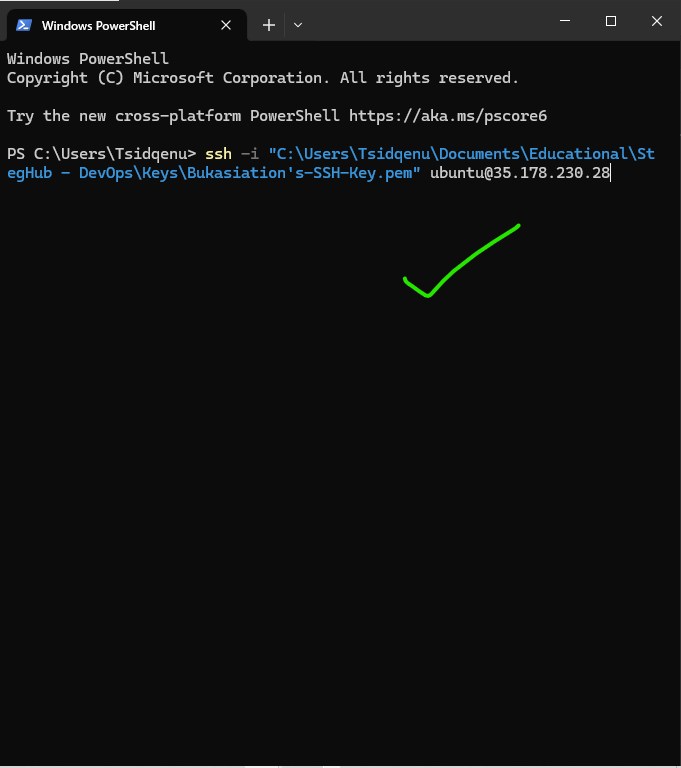 Windows PowerShell
Windows PowerShell
Copyright (C) Microsoft Corporation. All rights reserved.
Try the new cross-platform PowerShell https://aka.ms/pscore6
PS C:\Users\Tsidqenu> ssh -i "C:\Users\Tsidqenu\Documents\Educational\St
egHub - DevOps\Keys\Bukasiation's-SSH-Key.pem" ubuntu@35.178.230.28